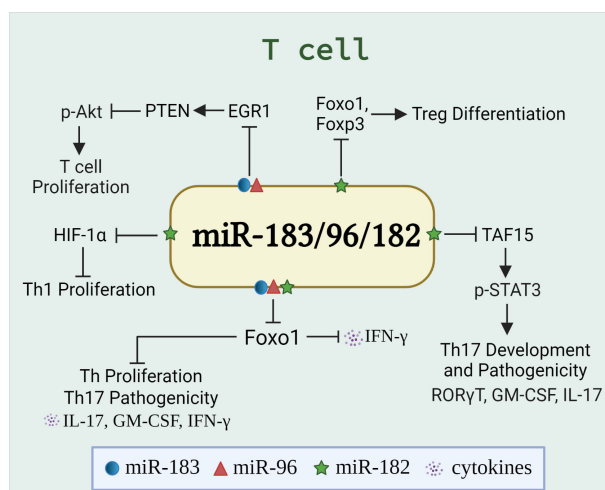 T cell
p-Akt
PTEN
EGR1
Foxo1,
Foxp3
Treg Differentiation
T cell
Proliferation
miR-183/96/182
HIF-1α
TAF15
Th1 Proliferation
p-STAT3
Foxo1
IFN-γ
Th17 Development
and Pathogenicity
RORγT, GM-CSF, IL-17
Th Proliferation
Th17 Pathogenicity
IL-17, GM-CSF, IFN-γ
miR-183 miR-96 miR-182 cytokines